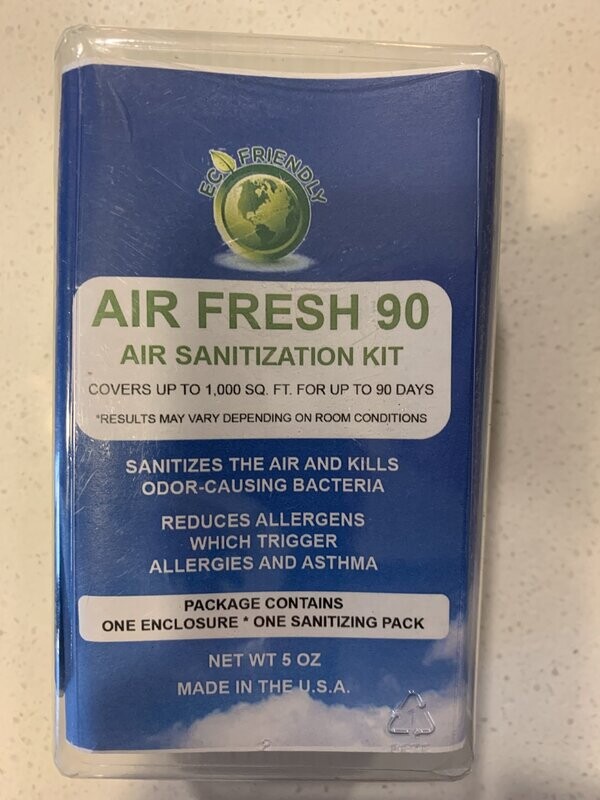 ECO FRIENDLY
AIR FRESH 90
AIR SANITIZATION KIT
COVERS UP TO 1,000 SQ. FT. FOR UP TO 90 DAYS
*RESULTS MAY VARY DEPENDING ON ROOM CONDITIONS
SANITIZES THE AIR AND KILLS
ODOR-CAUSING BACTERIA
REDUCES ALLERGENS
WHICH TRIGGER
ALLERGIES AND ASTHMA
PACKAGE CONTAINS
ONE ENCLOSURE * ONE SANITIZING PACK
NET WT 5 OZ
MADE IN THE U.S.A.
1